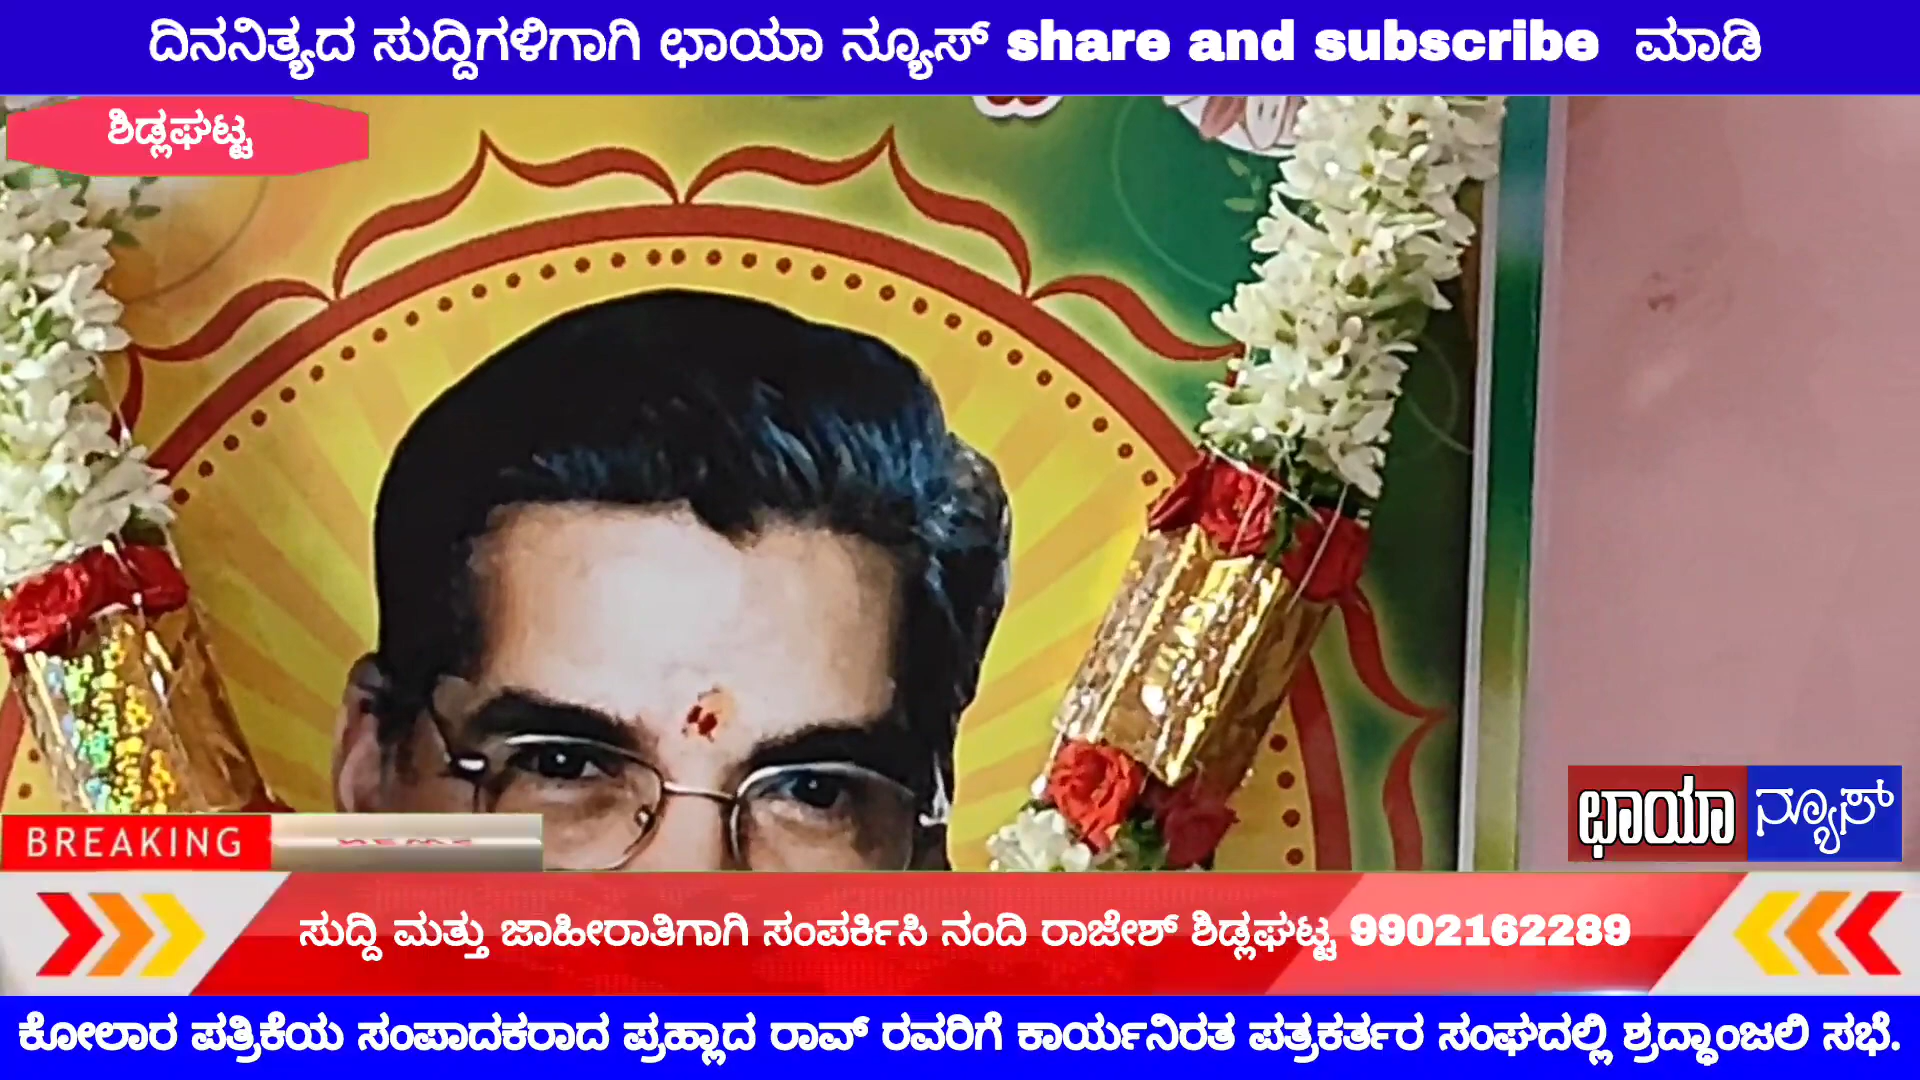 ದಿನನಿತ್ಯದ ಸುದ್ದಿಗಳಿಗಾಗಿ ಛಾಯಾ ನ್ಯೂಸ್ share and subscribe ಮಾಡಿ
ಶಿಡ್ಲಘಟ್ಟ
ಛಾಯಾ ನ್ಯೂಸ್
BREAKING
ಸುದ್ದಿ ಮತ್ತು ಜಾಹೀರಾತಿಗಾಗಿ ಸಂಪರ್ಕಿಸಿ ನಂದಿ ರಾಜೇಶ್ ಶಿಡ್ಲಘಟ್ಟ 9902162289
ಕೋಲಾರ ಪತ್ರಿಕೆಯ ಸಂಪಾದಕರಾದ ಪ್ರಹ್ಲಾದ ರಾವ್ ರವರಿಗೆ ಕಾರ್ಯನಿರತ ಪತ್ರಕರ್ತರ ಸಂಘದಲ್ಲಿ ಶ್ರದ್ಧಾಂಜಲಿ ಸಭೆ.